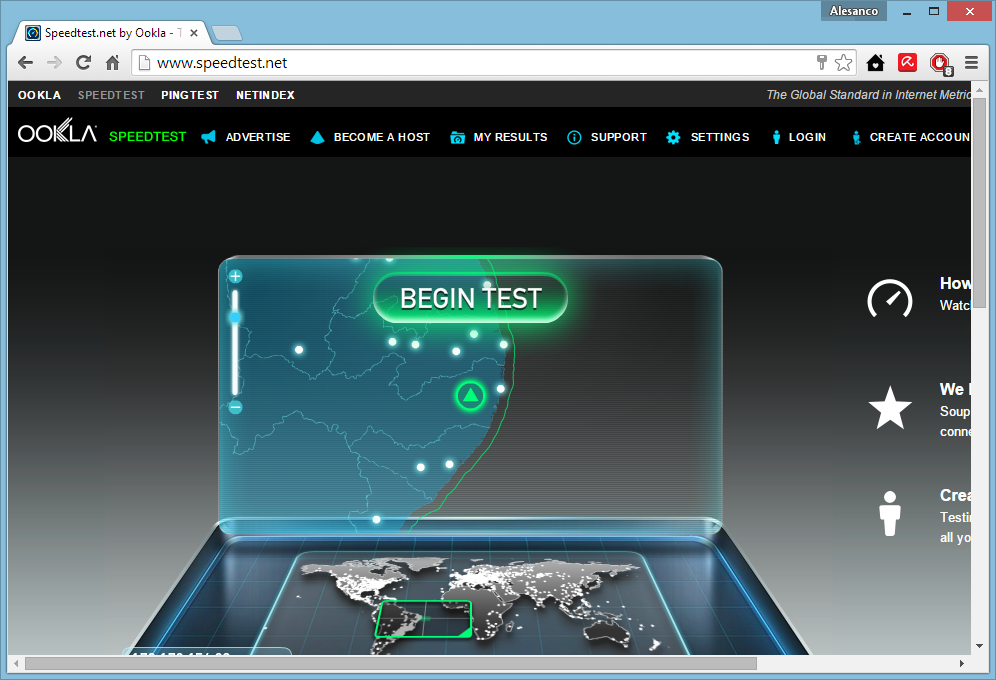 Alesanco
Speedtest.net by Ookla - T
www.speedtest.net
8
OOKLA SPEEDTEST PINGTEST NETINDEX
The Global Standard in Internet Metric
OOKLA SPEEDTEST ADVERTISE BECOME A HOST MY RESULTS SUPPORT SETTINGS LOGIN CREATE ACCOUN
BEGIN TEST
How
Watc
We
Soup
conne
Crea
Testin
all yo